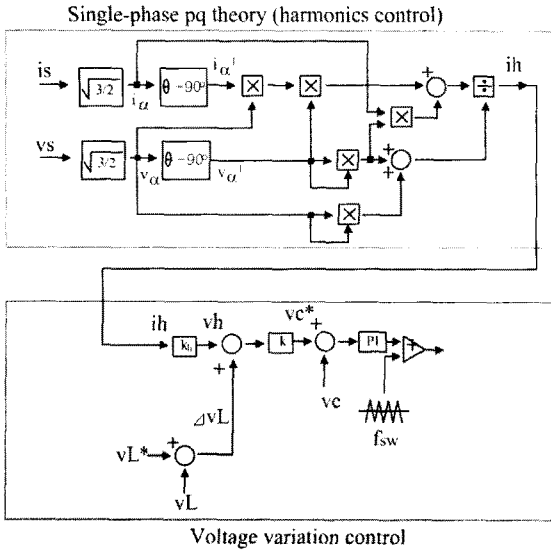 Single-phase pq theory (harmonics control)
is √3/2 iα θ-90° iα' × × + ÷ ih
×
vs √3/2 vα θ-90° vα' × + +
×
ih kh vh + k vc* + PI +
vc
fsw
⊿vL
vL* +
vL
Voltage variation control